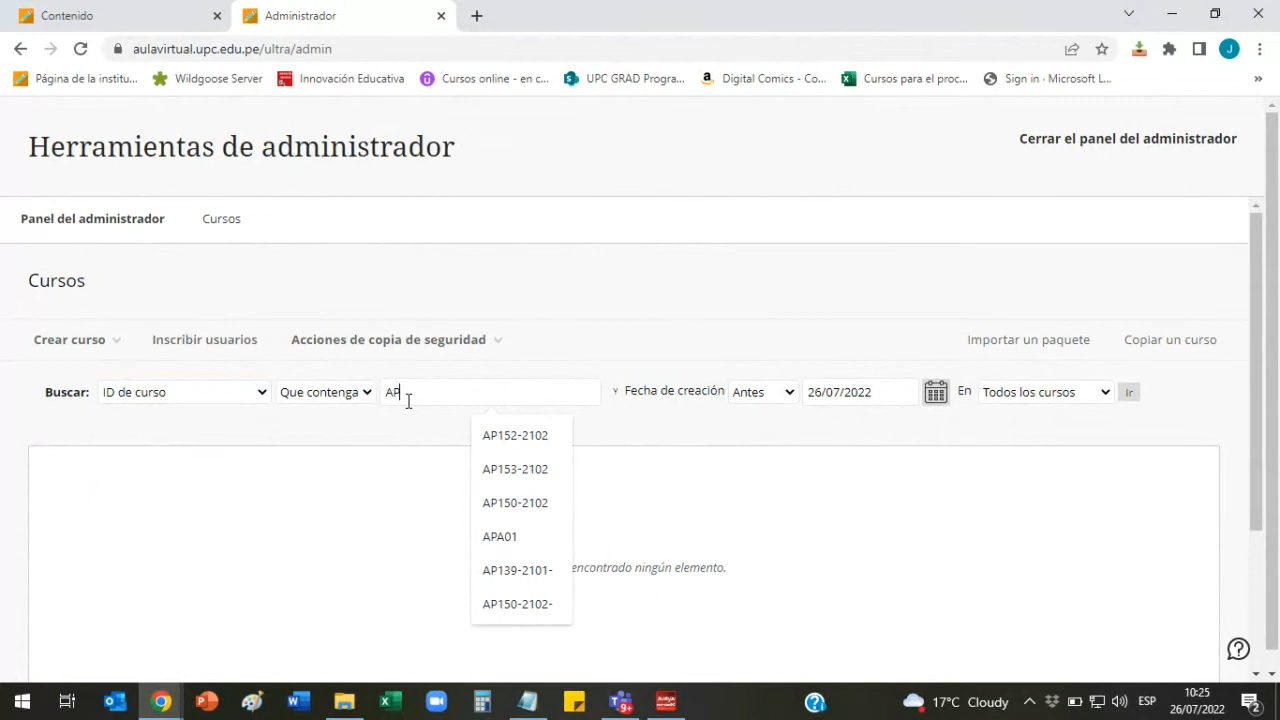 Contenido
Administrador
aulavirtual.upc.edu.pe/ultra/admin
J
Página de la institu... Wildgoose Server Innovación Educativa Cursos online - en c... UPC GRAD Progra... Digital Comics - Co... Cursos para el proc... Sign in - Microsoft L... »
Herramientas de administrador
Cerrar el panel del administrador
Panel del administrador Cursos
Cursos
Crear curso Inscribir usuarios Acciones de copia de seguridad Importar un paquete Copiar un curso
Buscar: ID de curso Que contenga AP Y Fecha de creación Antes 26/07/2022 En Todos los cursos Ir
AP152-2102
AP153-2102
AP150-2102
APA01
AP139-2101-
encontrado ningún elemento.
AP150-2102-
17°C Cloudy ESP 10:25
26/07/2022
9+
2